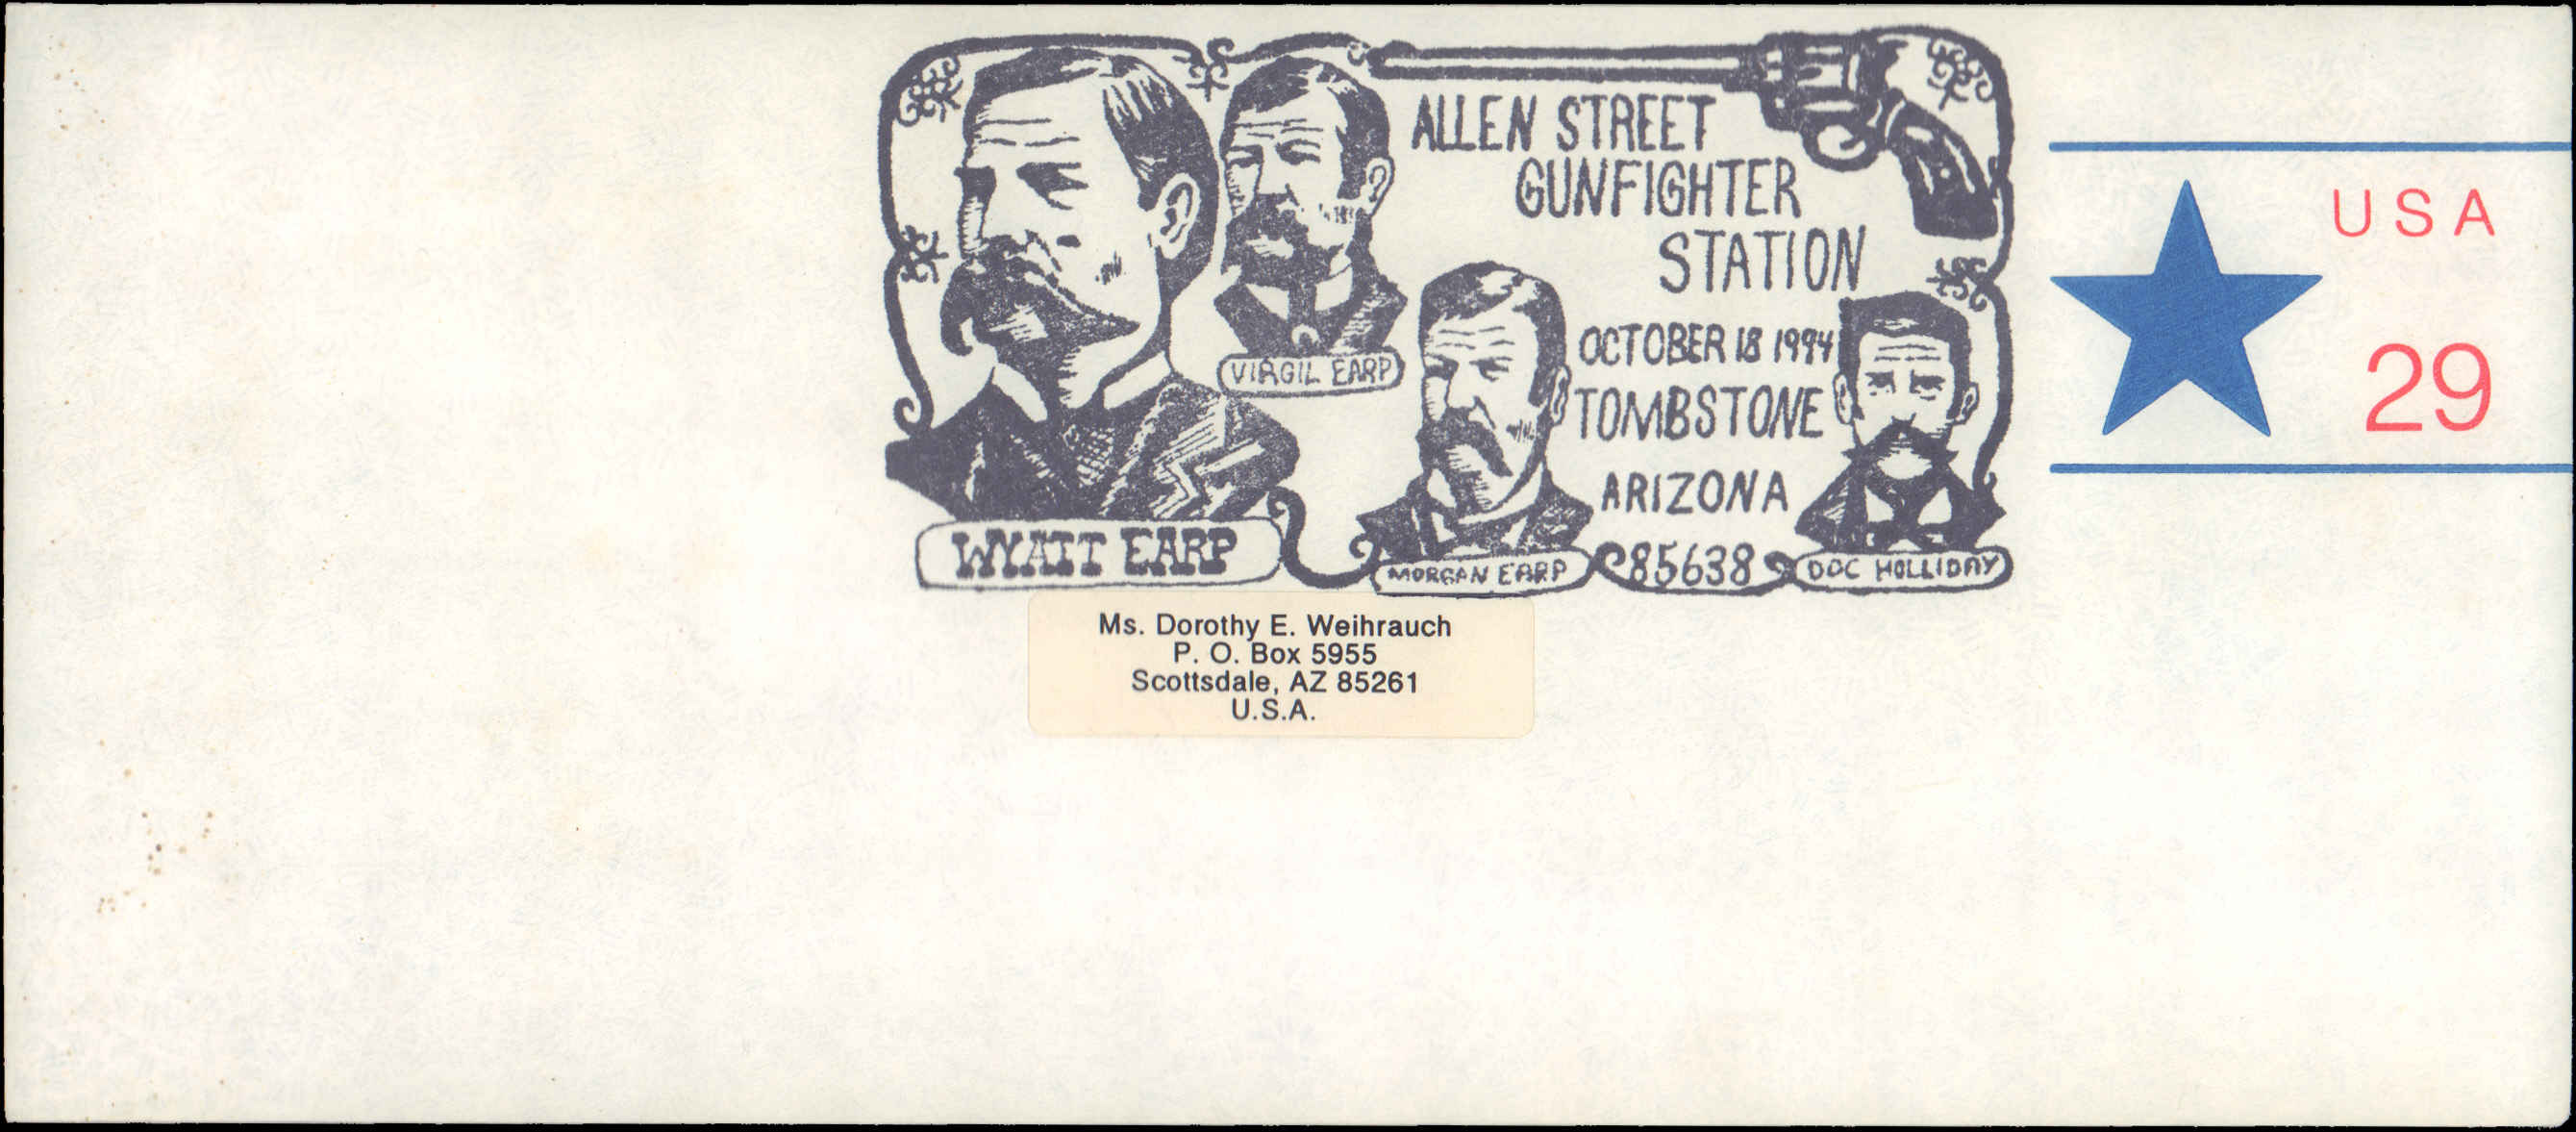 ALLEN STREET
GUNFIGHTER
STATION
OCTOBER 18 1994
TOMBSTONE
ARIZONA
85638
VIRGIL EARP
WYATT EARP
MORGAN EARP
DOC HOLLIDAY
USA
29
Ms. Dorothy E. Weihrauch
P. O. Box 5955
Scottsdale, AZ 85261
U.S.A.